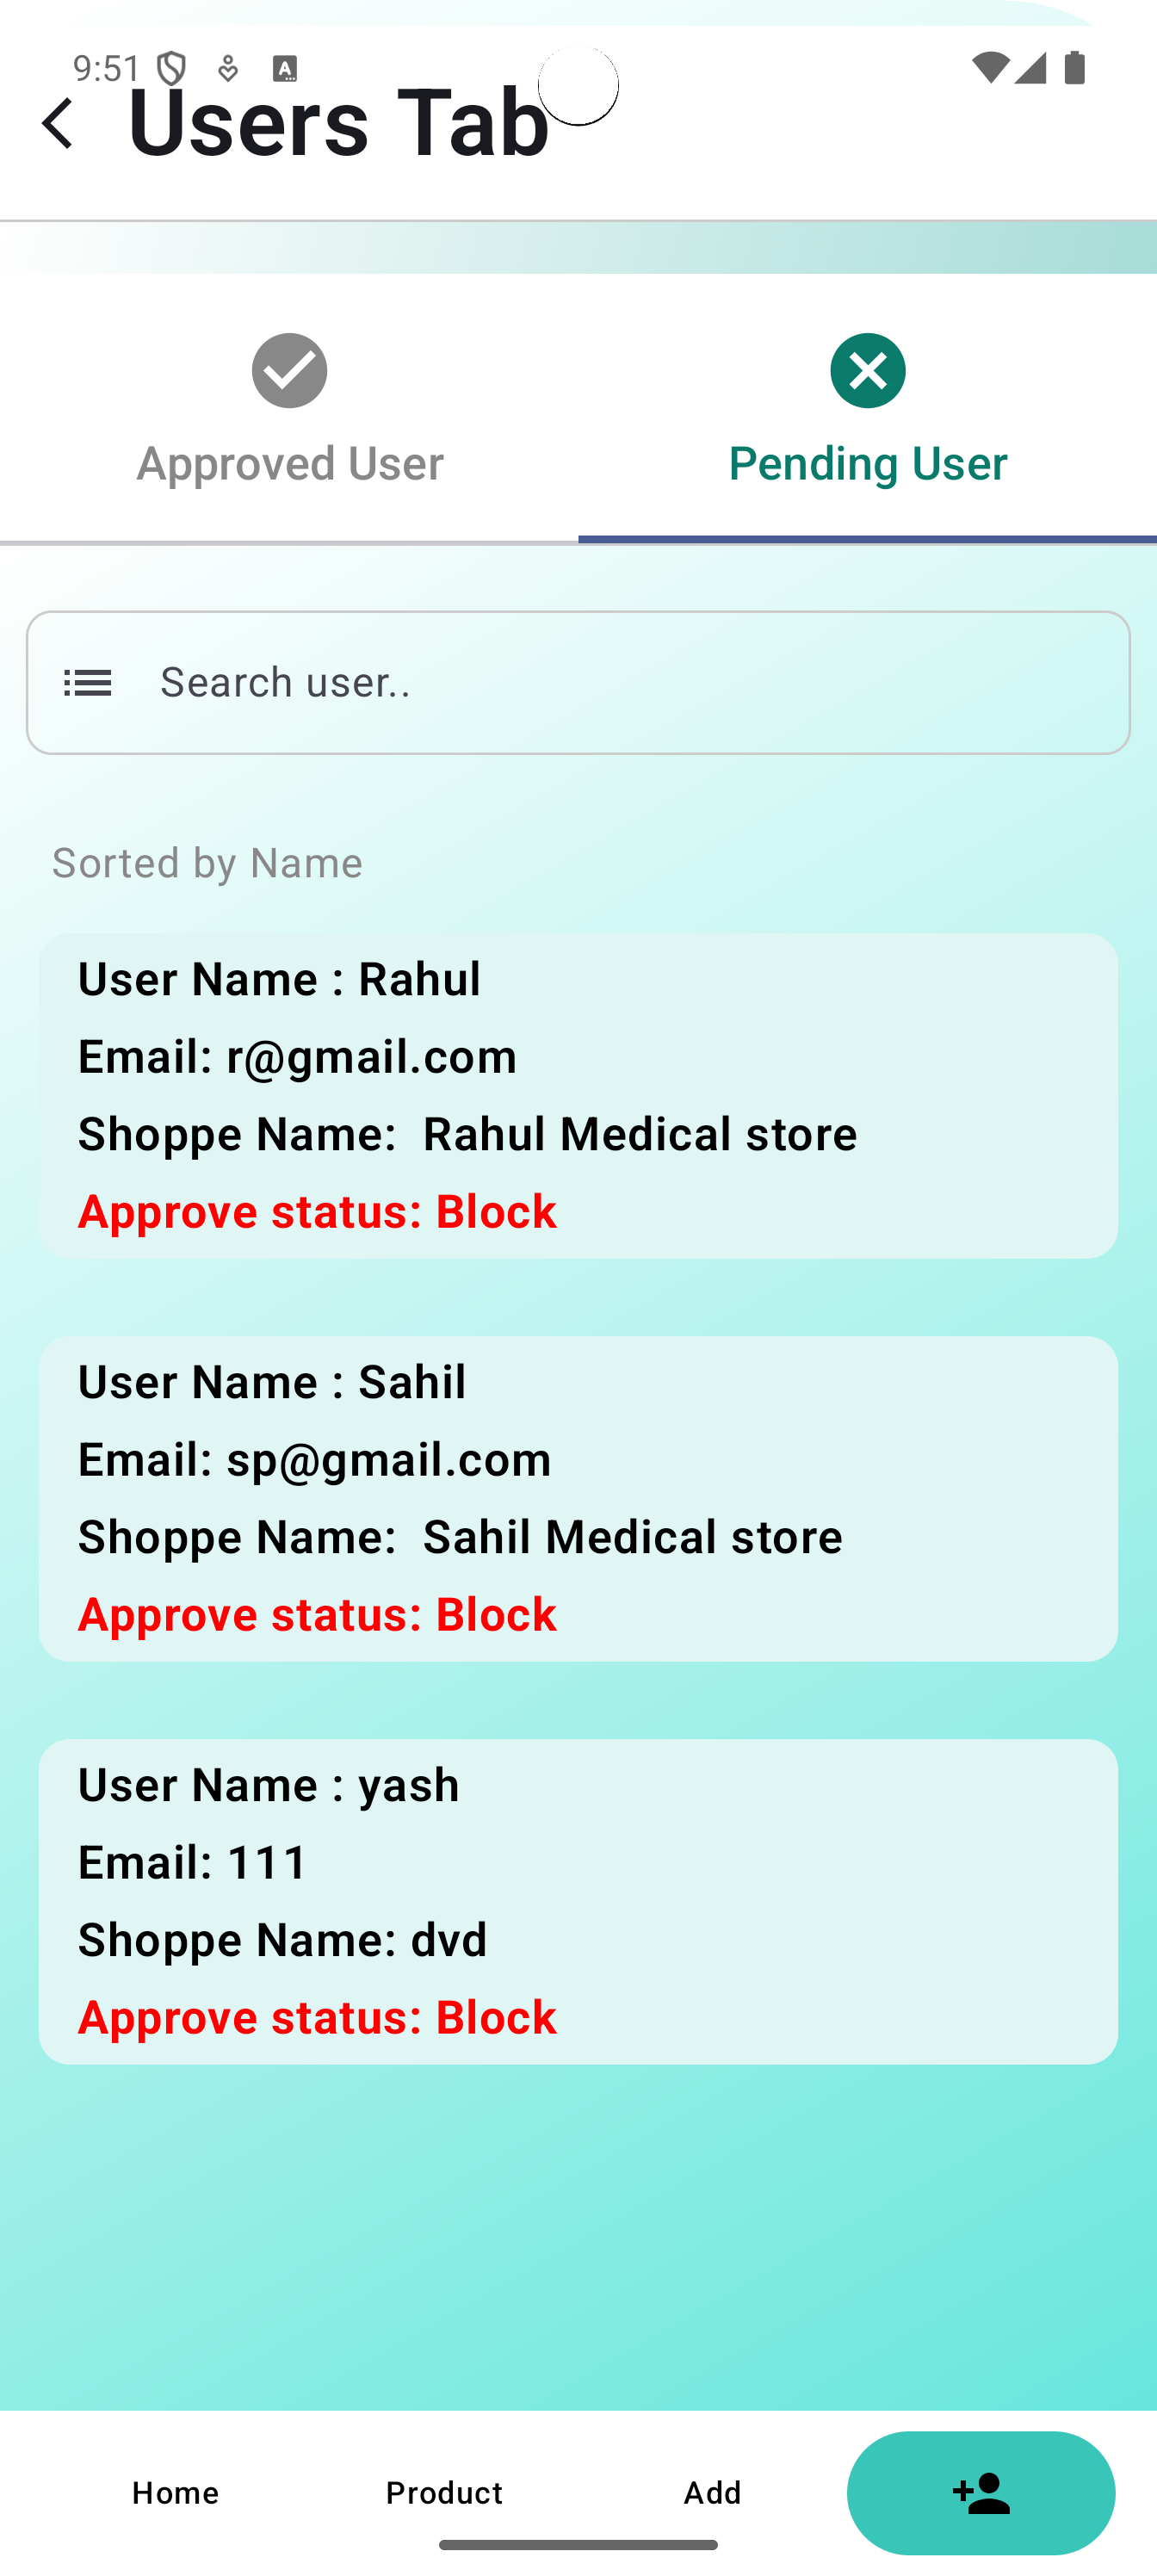 9:51
Users Tab
Approved User
Pending User
Search user..
Sorted by Name
User Name : Rahul
Email: r@gmail.com
Shoppe Name:  Rahul Medical store
Approve status: Block
User Name : Sahil
Email: sp@gmail.com
Shoppe Name:  Sahil Medical store
Approve status: Block
User Name : yash
Email: 111
Shoppe Name: dvd
Approve status: Block
Home
Product
Add